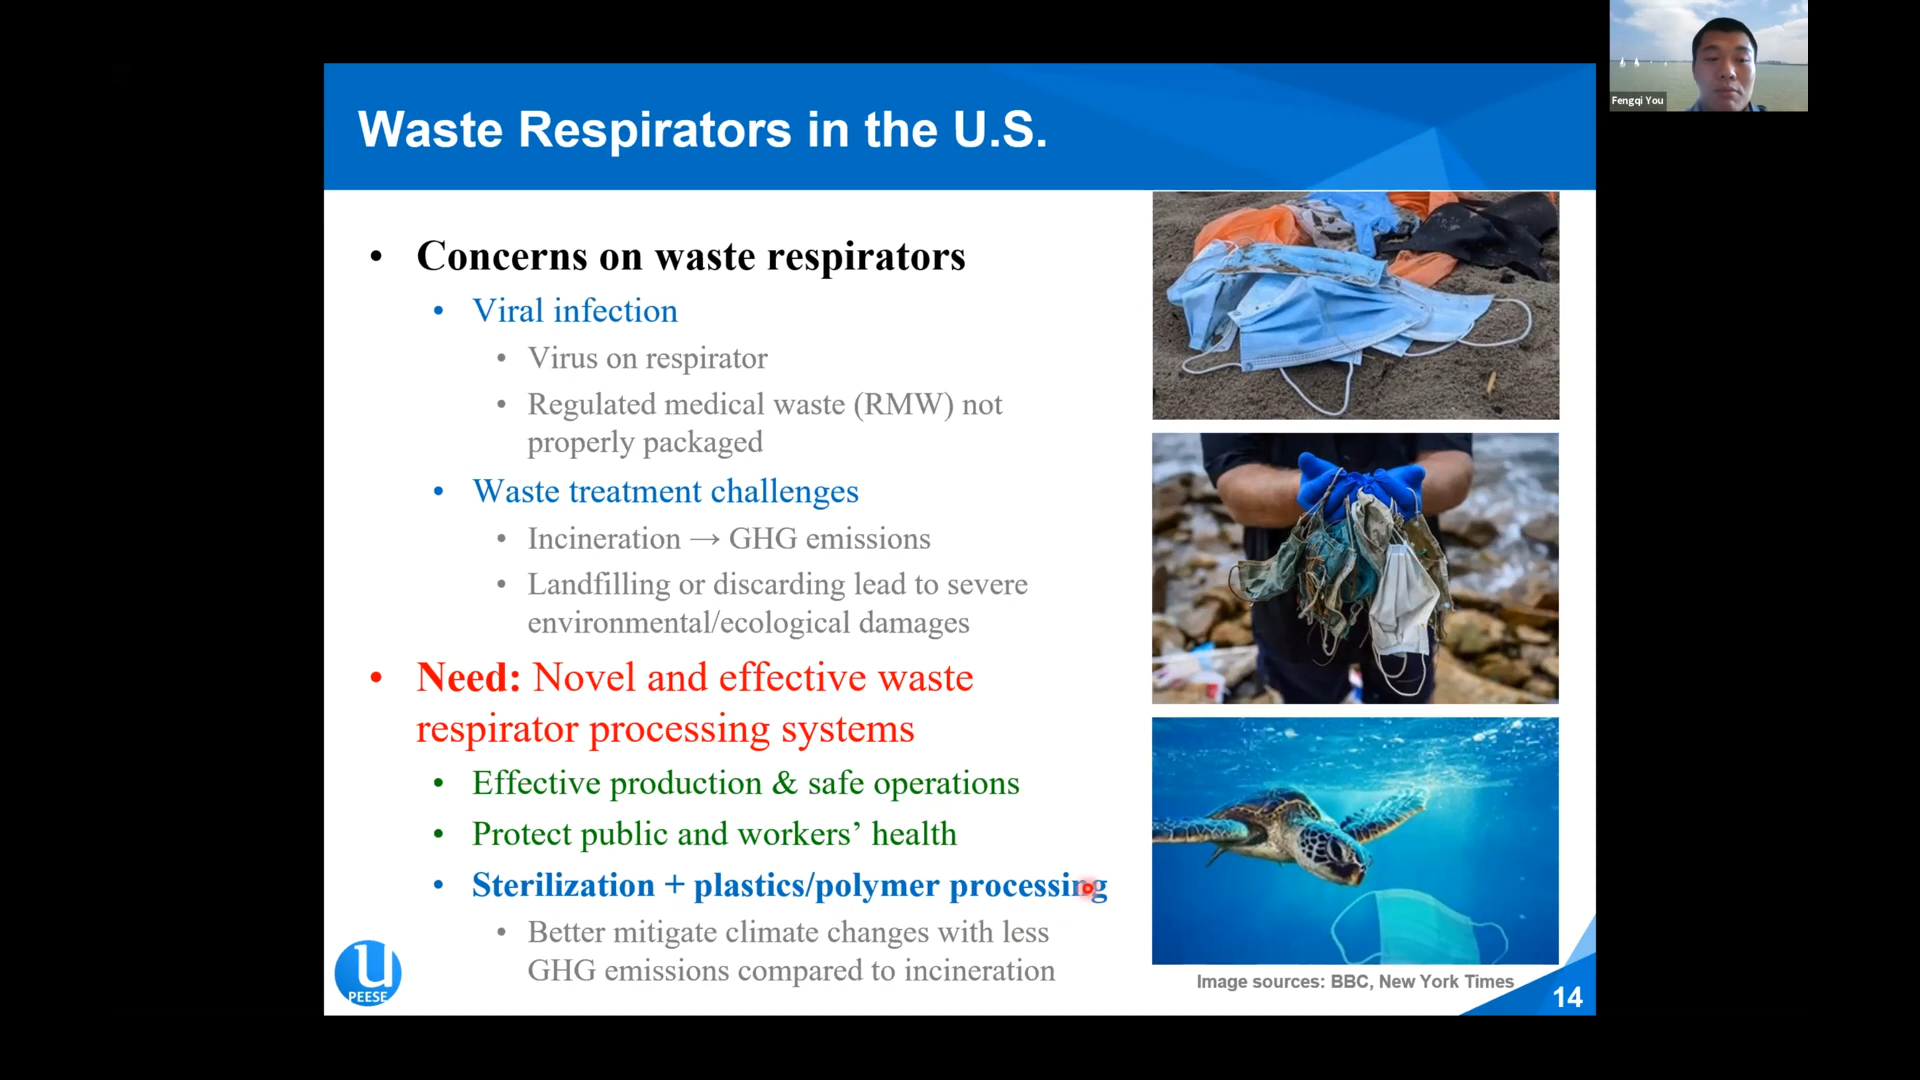 Waste Respirators in the U.S.
• Concerns on waste respirators
• Viral infection
• Virus on respirator
• Regulated medical waste (RMW) not
properly packaged
• Waste treatment challenges
• Incineration → GHG emissions
• Landfilling or discarding lead to severe
environmental/ecological damages
• Need: Novel and effective waste
respirator processing systems
• Effective production & safe operations
• Protect public and workers’ health
• Sterilization + plastics/polymer processing
• Better mitigate climate changes with less
GHG emissions compared to incineration
Image sources: BBC, New York Times
14
u
PEESE
Fengqi You